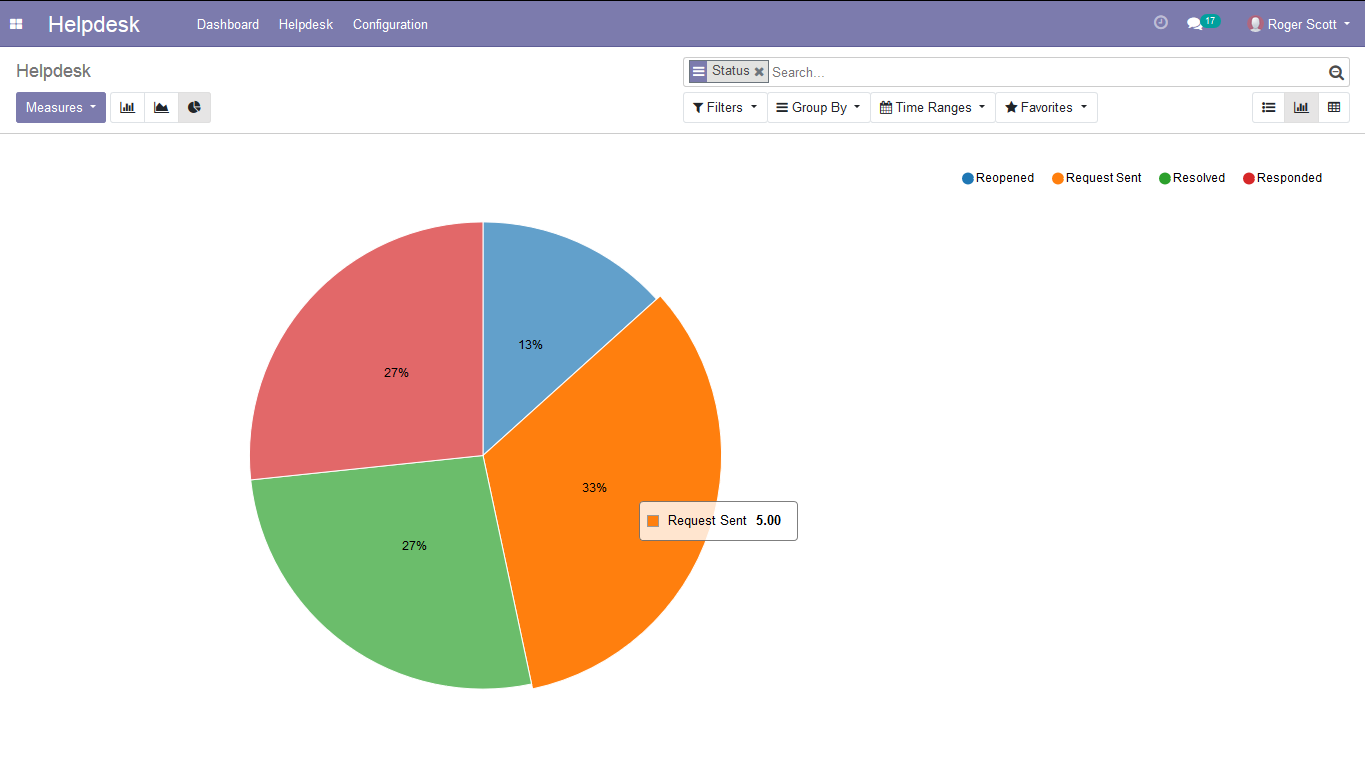 Helpdesk Dashboard Helpdesk Configuration 17 Roger Scott
Helpdesk
Status Search...
Measures Filters Group By Time Ranges Favorites
Reopened Request Sent Resolved Responded
13%
27%
33%
Request Sent 5.00
27%